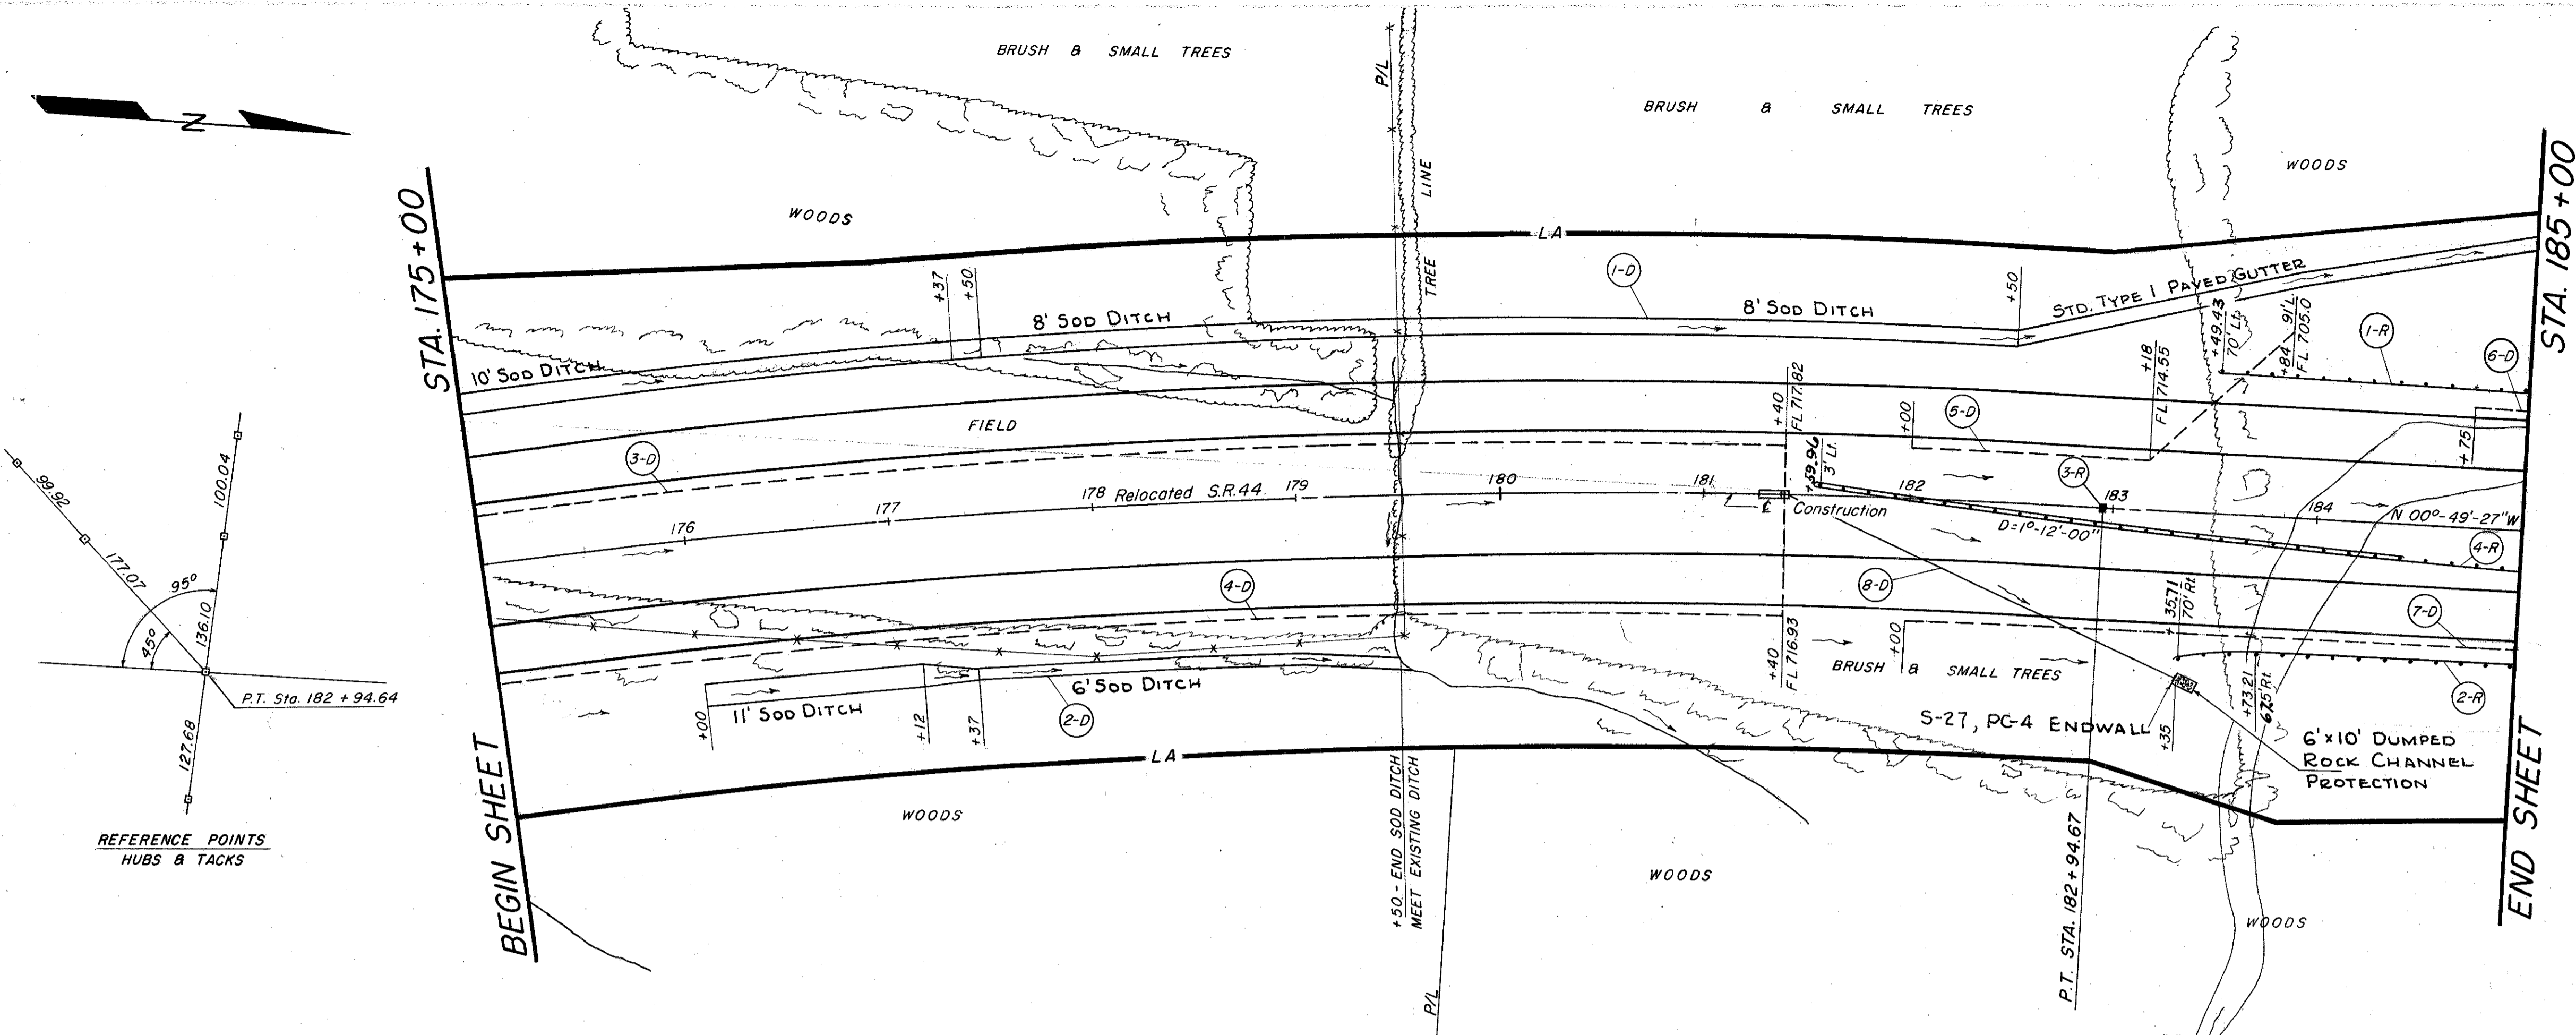 BRUSH & SMALL TREES
BRUSH & SMALL TREES
WOODS
WOODS
N
P/L
TREE LINE
STA. 175+00
STA. 185+00
LA
+37
+50
8' SOD DITCH
1-D
8' SOD DITCH
+50
STD. TYPE 1 PAVED GUTTER
10' SOD DITCH
+49.43
70' Lt.
+84 - 91' L.
FL 705.0
1-R
6-D
FIELD
3-D
+40
FL 717.82
+59.96
3' Lt.
+00
5-D
+18
FL 714.55
+75
3-R
176
177
178
Relocated S.R. 44
179
180
181
182
183
184
℄ Construction
D=1°-12'-00"
N 00°-49'-27"W
4-R
4-D
8-D
+35.71
70' Rt.
7-D
+40
FL 716.93
+00
BRUSH & SMALL TREES
2-R
+73.21
67.5' Rt.
+00
11' SOD DITCH
+12
+37
6' SOD DITCH
2-D
S-27, PC-4 ENDWALL
+35
6'x10' DUMPED
ROCK CHANNEL
PROTECTION
LA
WOODS
WOODS
WOODS
+50 - END SOD DITCH
MEET EXISTING DITCH
P/L
P.T. STA. 182+94.67
BEGIN SHEET
END SHEET
99.92
100.04
177.07
95°
45°
136.10
P.T. Sta. 182 + 94.64
127.68
REFERENCE POINTS
HUBS & TACKS